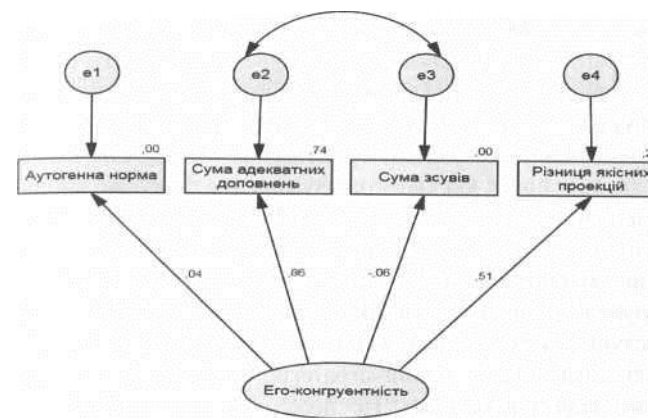 e1
e2
e3
e4
,00
,74
,00
Аутогенна норма
Сума адекватних
доповнень
Сума зсувів
Різниця якісних
проекцій
,04
,86
-,06
,51
Его-конгруентність